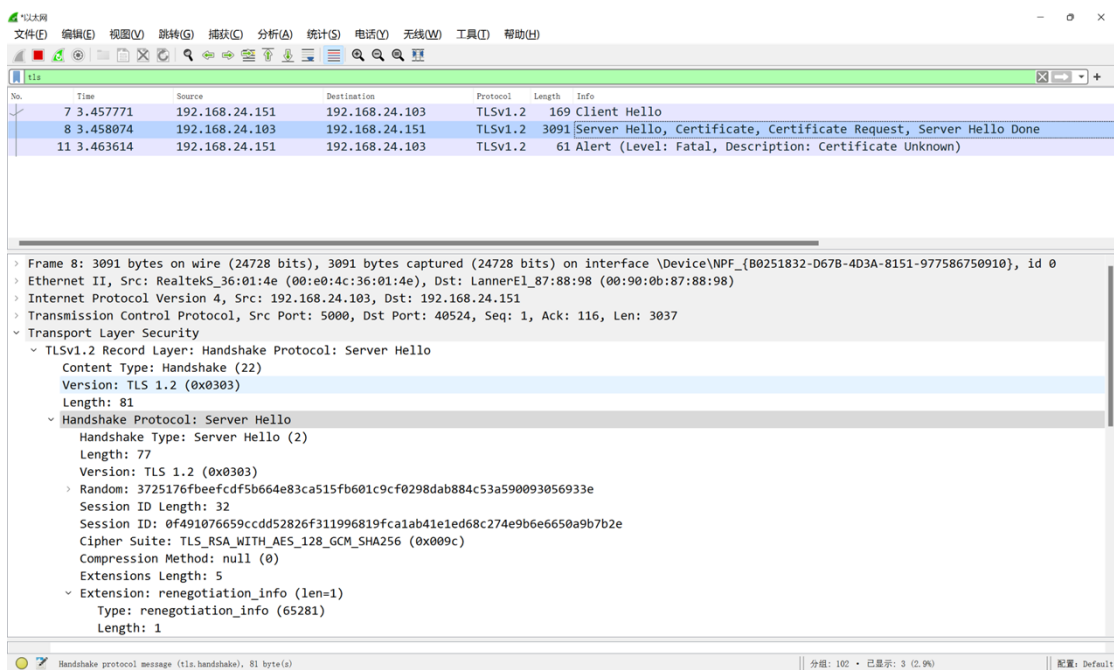 *以太网
文件(F) 编辑(E) 视图(V) 跳转(G) 捕获(C) 分析(A) 统计(S) 电话(Y) 无线(W) 工具(T) 帮助(H)
tls
No. Time Source Destination Protocol Length Info
7 3.457771 192.168.24.151 192.168.24.103 TLSv1.2 169 Client Hello
8 3.458074 192.168.24.103 192.168.24.151 TLSv1.2 3091 Server Hello, Certificate, Certificate Request, Server Hello Done
11 3.463614 192.168.24.151 192.168.24.103 TLSv1.2 61 Alert (Level: Fatal, Description: Certificate Unknown)
Frame 8: 3091 bytes on wire (24728 bits), 3091 bytes captured (24728 bits) on interface \Device\NPF_{B0251832-D67B-4D3A-8151-977586750910}, id 0
Ethernet II, Src: RealtekS_36:01:4e (00:e0:4c:36:01:4e), Dst: LannerEl_87:88:98 (00:90:0b:87:88:98)
Internet Protocol Version 4, Src: 192.168.24.103, Dst: 192.168.24.151
Transmission Control Protocol, Src Port: 5000, Dst Port: 40524, Seq: 1, Ack: 116, Len: 3037
Transport Layer Security
TLSv1.2 Record Layer: Handshake Protocol: Server Hello
Content Type: Handshake (22)
Version: TLS 1.2 (0x0303)
Length: 81
Handshake Protocol: Server Hello
Handshake Type: Server Hello (2)
Length: 77
Version: TLS 1.2 (0x0303)
Random: 3725176fbeefcdf5b664e83ca515fb601c9cf0298dab884c53a590093056933e
Session ID Length: 32
Session ID: 0f491076659ccdd52826f311996819fca1ab41e1ed68c274e9b6e6650a9b7b2e
Cipher Suite: TLS_RSA_WITH_AES_128_GCM_SHA256 (0x009c)
Compression Method: null (0)
Extensions Length: 5
Extension: renegotiation_info (len=1)
Type: renegotiation_info (65281)
Length: 1
Handshake protocol message (tls.handshake), 81 byte(s) 分组: 102 • 已显示: 3 (2.9%) 配置: Default